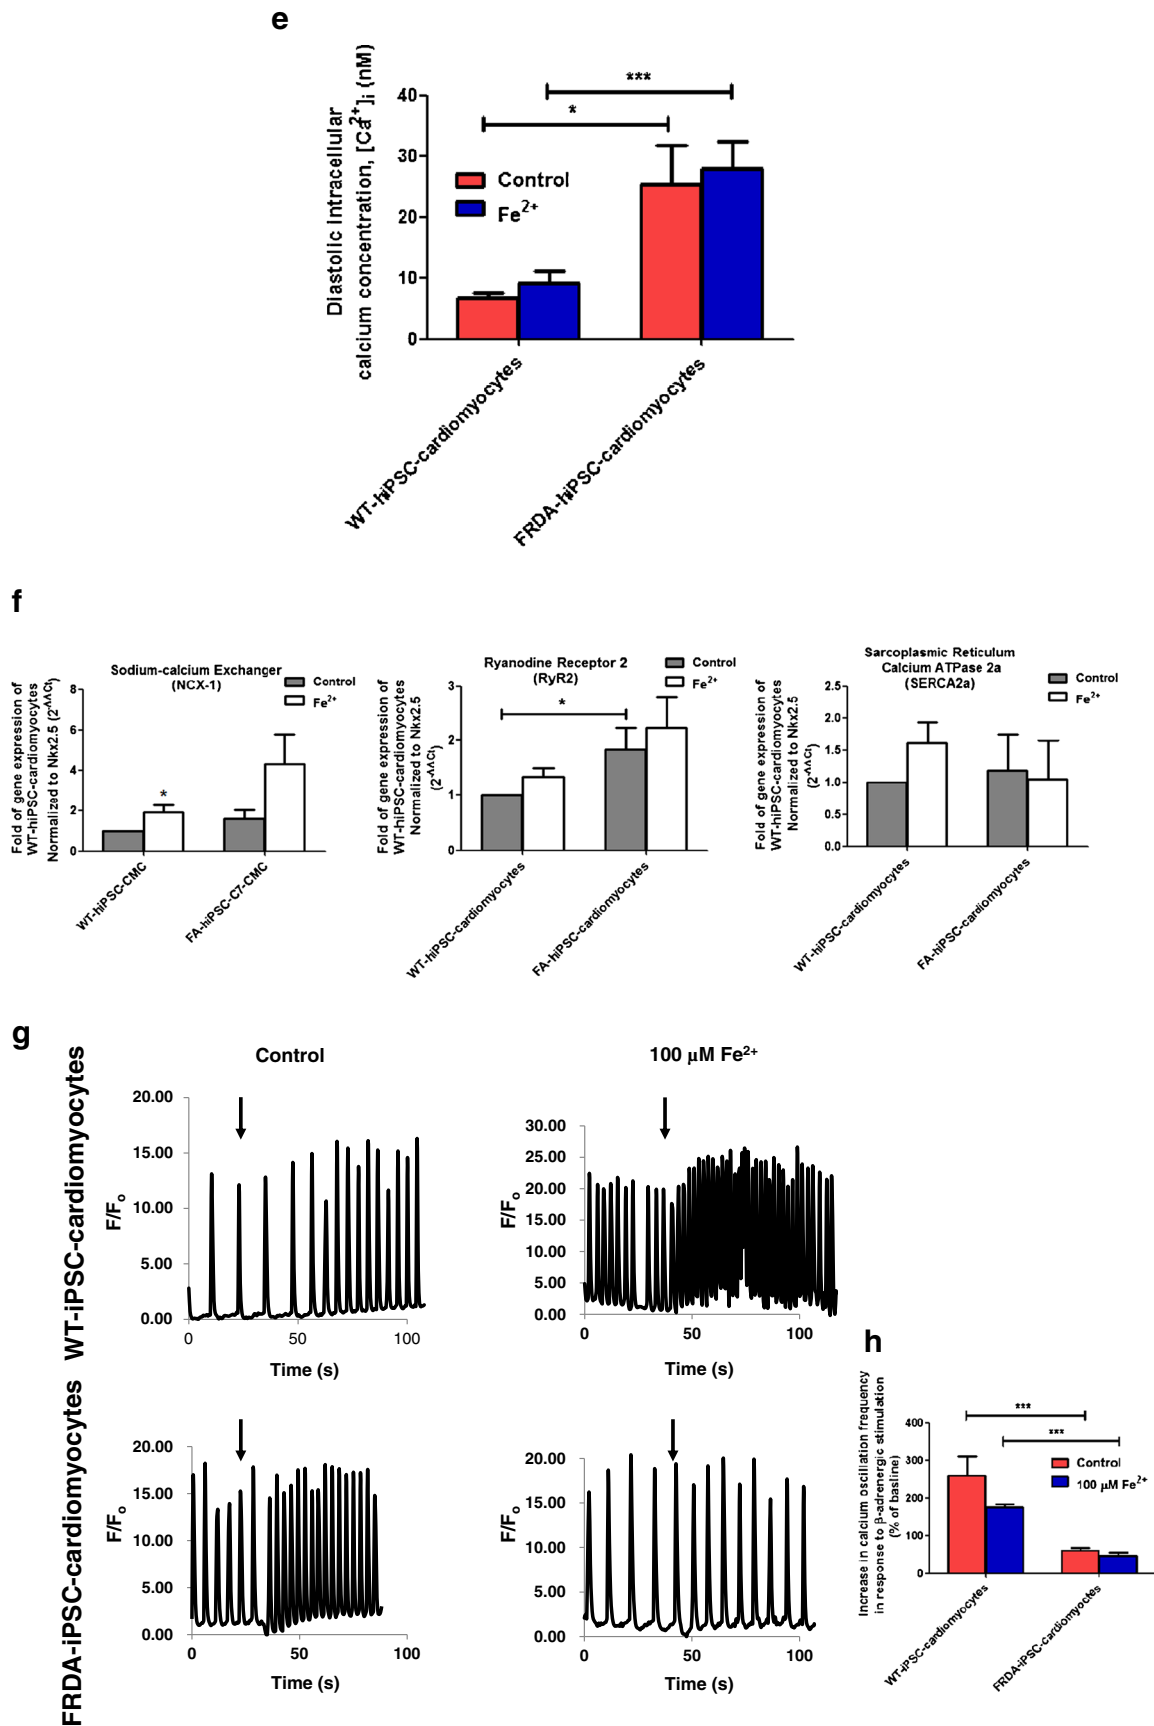 e
Diastolic Intracellular
calcium concentration, [Ca2+]i (nM)
***
*
40
30
20
10
0
Control
Fe2+
WT-hiPSC-cardiomyocytes
FRDA-hiPSC-cardiomyocytes
f
Sodium-calcium Exchanger
(NCX-1)
Control
Fe2+
Fold of gene expression of
WT-hiPSC-cardiomyocytes
Normalized to Nkx2.5 (2-ΛΛCt)
8
6
4
2
0
*
WT-hiPSC-CMC
FA-hiPSC-C7-CMC
Ryanodine Receptor 2
(RyR2)
Control
Fe2+
Fold of gene expression of
WT-hiPSC-cardiomyocytes
Normalized to Nkx2.5
(2-ΛΛCt)
3
2
1
0
*
WT-hiPSC-cardiomyocytes
FA-hiPSC-cardiomyocytes
Sarcoplasmic Reticulum
Calcium ATPase 2a
(SERCA2a)
Control
Fe2+
Fold of gene expression of
WT-hiPSC-cardiomyocytes
Normalized to Nkx2.5
(2-ΛΛCt)
2.5
2.0
1.5
1.0
0.5
0.0
WT-hiPSC-cardiomyocytes
FA-hiPSC-cardiomyocytes
g
Control
100 μM Fe2+
WT-iPSC-cardiomyocytes
F/Fo
20.00
15.00
10.00
5.00
0.00
0 50 100
Time (s)
F/Fo
30.00
25.00
20.00
15.00
10.00
5.00
0.00
0 50 100
Time (s)
FRDA-iPSC-cardiomyocytes
F/Fo
20.00
15.00
10.00
5.00
0.00
0 50 100
Time (s)
F/Fo
20.00
15.00
10.00
5.00
0.00
0 50 100
Time (s)
h
Increase in calcium oscillation frequency
in response to β-adrenergic stimulation
(% of basline)
400
300
200
100
0
***
***
Control
100 μM Fe2+
WT-iPSC-cardiomyocytes
FRDA-iPSC-cardiomyoctes